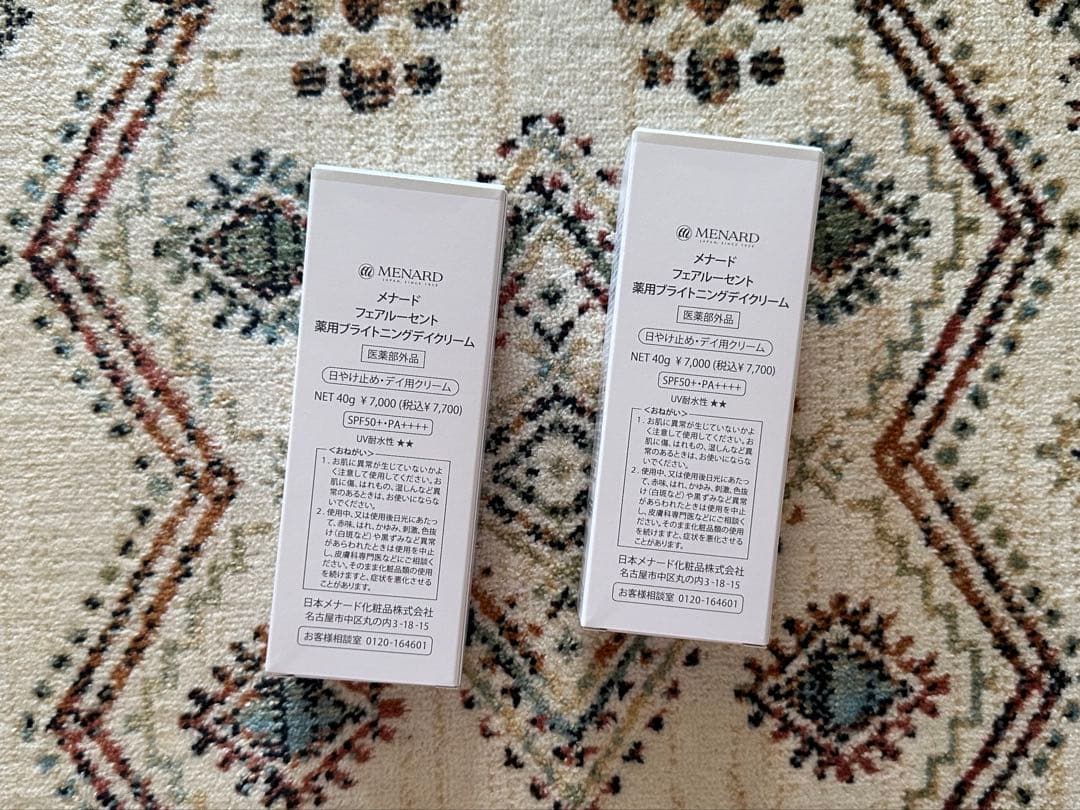 MENARD
JAPAN, SINCE 1959
メナード
フェアルーセント
薬用ブライトニングデイクリーム
医薬部外品
日やけ止め・デイ用クリーム
NET 40g ¥7,000 (税込¥7,700)
SPF50+・PA++++
UV耐水性 ★★
<おねがい>
1. お肌に異常が生じていないかよ
く注意して使用してください。お
肌に傷、はれもの、湿しんなど異
常のあるときは、お使いにならな
いでください。
2. 使用中、又は使用後日光にあたっ
て、赤味、はれ、かゆみ、刺激、色抜
け(白斑など)や黒ずみなど異常
があらわれたときは使用を中止
し、皮膚科専門医などにご相談く
ださい。そのまま化粧品類の使用
を続けますと、症状を悪化させる
ことがあります。
日本メナード化粧品株式会社
名古屋市中区丸の内3-18-15
お客様相談室 0120-164601
MENARD
JAPAN, SINCE 1959
メナード
フェアルーセント
薬用ブライトニングデイクリーム
医薬部外品
日やけ止め・デイ用クリーム
NET 40g ¥7,000 (税込¥7,700)
SPF50+・PA++++
UV耐水性 ★★
<おねがい>
1. お肌に異常が生じていないかよ
く注意して使用してください。お
肌に傷、はれもの、湿しんなど異
常のあるときは、お使いにならな
いでください。
2. 使用中、又は使用後日光にあたっ
て、赤味、はれ、かゆみ、刺激、色抜
け(白斑など)や黒ずみなど異常
があらわれたときは使用を中止
し、皮膚科専門医などにご相談く
ださい。そのまま化粧品類の使用
を続けますと、症状を悪化させる
ことがあります。
日本メナード化粧品株式会社
名古屋市中区丸の内3-18-15
お客様相談室 0120-164601